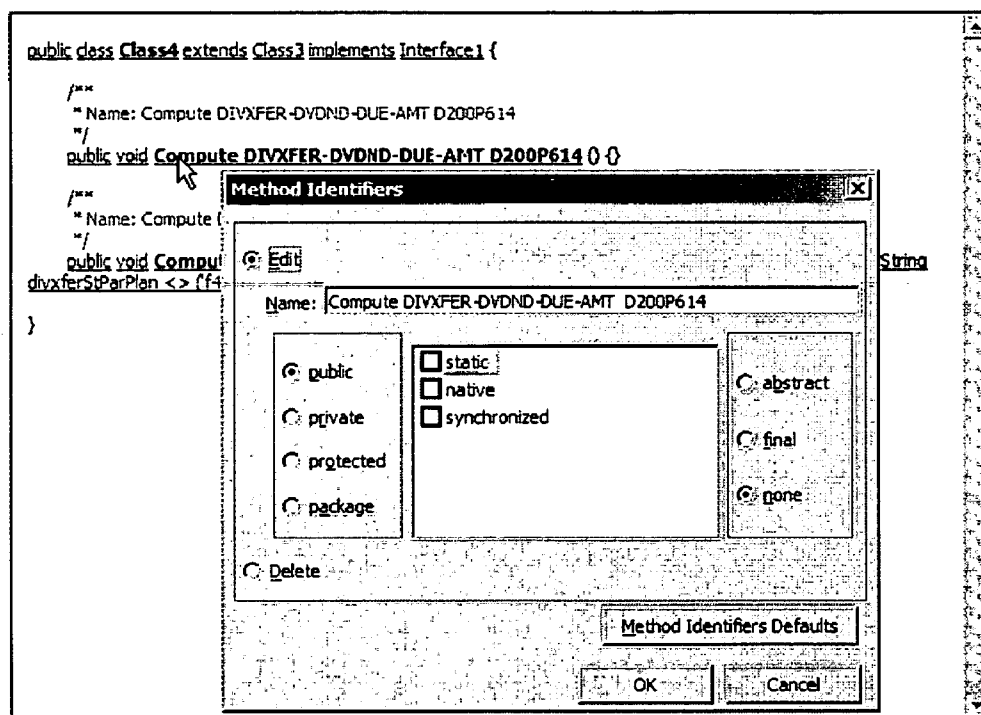 public class Class4 extends Class3 implements Interface1 {
/**
* Name: Compute DIVXFER-DVDND-DUE-AMT D200P614
*/
public void Compute DIVXFER-DVDND-DUE-AMT D200P614 () {}
/**
* Name: Compute
*/
public void Comput String
divxferStParPlan <> ('f-4
}
Method Identifiers
Edit
Name: Compute DIVXFER-DVDND-DUE-AMT D200P614
public
private
protected
package
static
native
synchronized
abstract
final
none
Delete
Method Identifiers Defaults
OK
Cancel